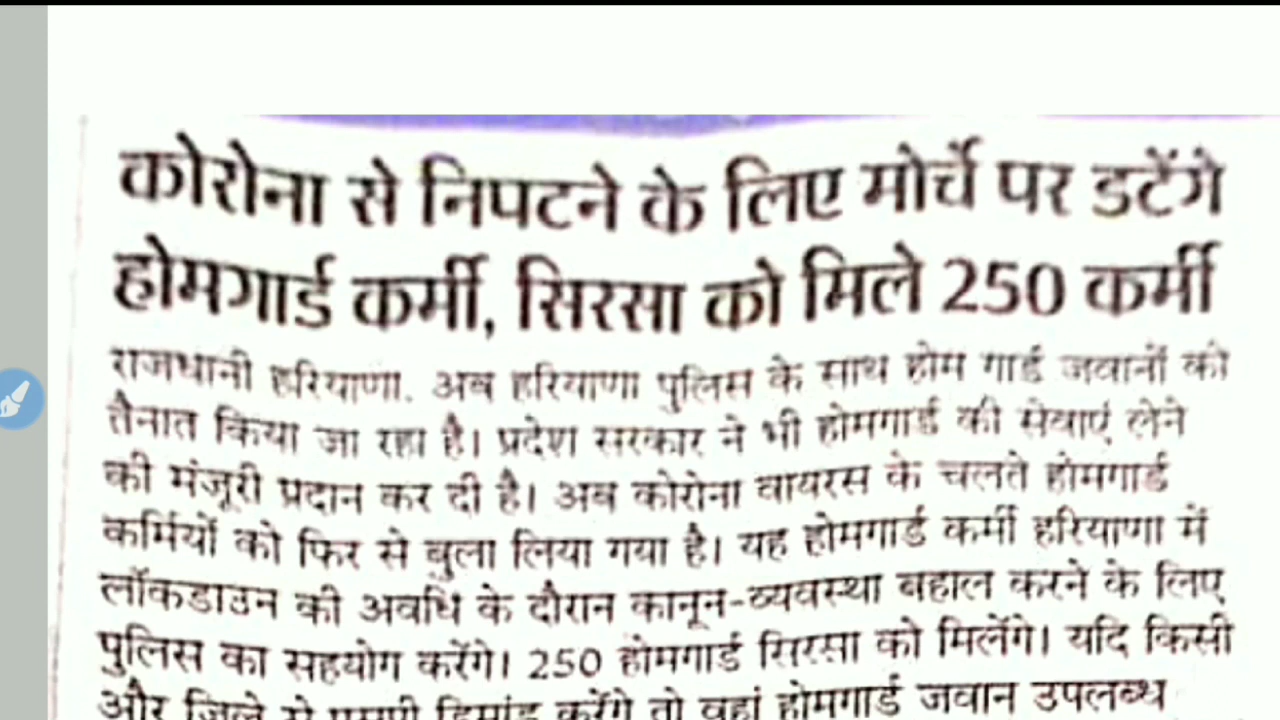 कोरोना से निपटने के लिए मोर्चे पर डटेंगे
होमगार्ड कर्मी, सिरसा को मिले 250 कर्मी
राजधानी हरियाणा. अब हरियाणा पुलिस के साथ होम गार्ड जवानों को
तैनात किया जा रहा है। प्रदेश सरकार ने भी होमगार्ड की सेवाएं लेने
की मंजूरी प्रदान कर दी है। अब कोरोना वायरस के चलते होमगार्ड
कर्मियों को फिर से बुला लिया गया है। यह होमगार्ड कर्मी हरियाणा में
लॉकडाउन की अवधि के दौरान कानून-व्यवस्था बहाल करने के लिए
पुलिस का सहयोग करेंगे। 250 होमगार्ड सिरसा को मिलेंगे। यदि किसी
और जिले से एसपी डिमांड करेंगे तो वहां होमगार्ड जवान उपलब्ध